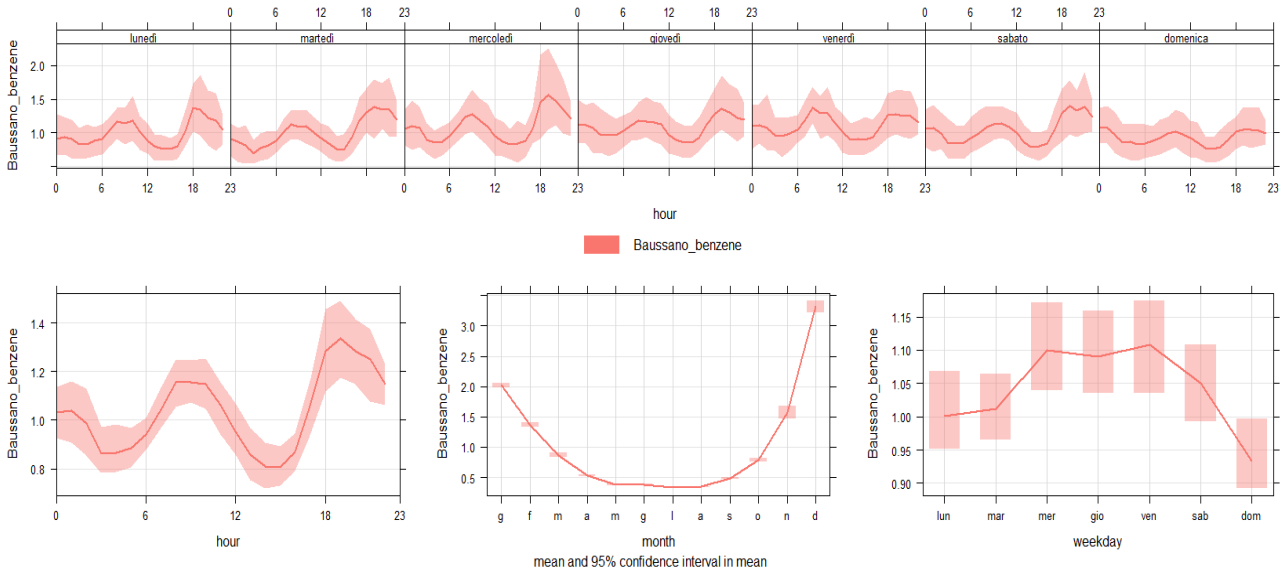 0 6 12 18 23 0 6 12 18 23 0 6 12 18 23
lunedì martedì mercoledì giovedì venerdì sabato domenica
Baussano_benzene
2.0
1.5
1.0
0 6 12 18 23 0 6 12 18 23 0 6 12 18 23 0 6 12 18 23
hour
Baussano_benzene
Baussano_benzene
1.4
1.2
1.0
0.8
0 6 12 18 23
hour
Baussano_benzene
3.0
2.5
2.0
1.5
1.0
0.5
g f m a m g l a s o n d
month
mean and 95% confidence interval in mean
Baussano_benzene
1.15
1.10
1.05
1.00
0.95
0.90
lun mar mer gio ven sab dom
weekday